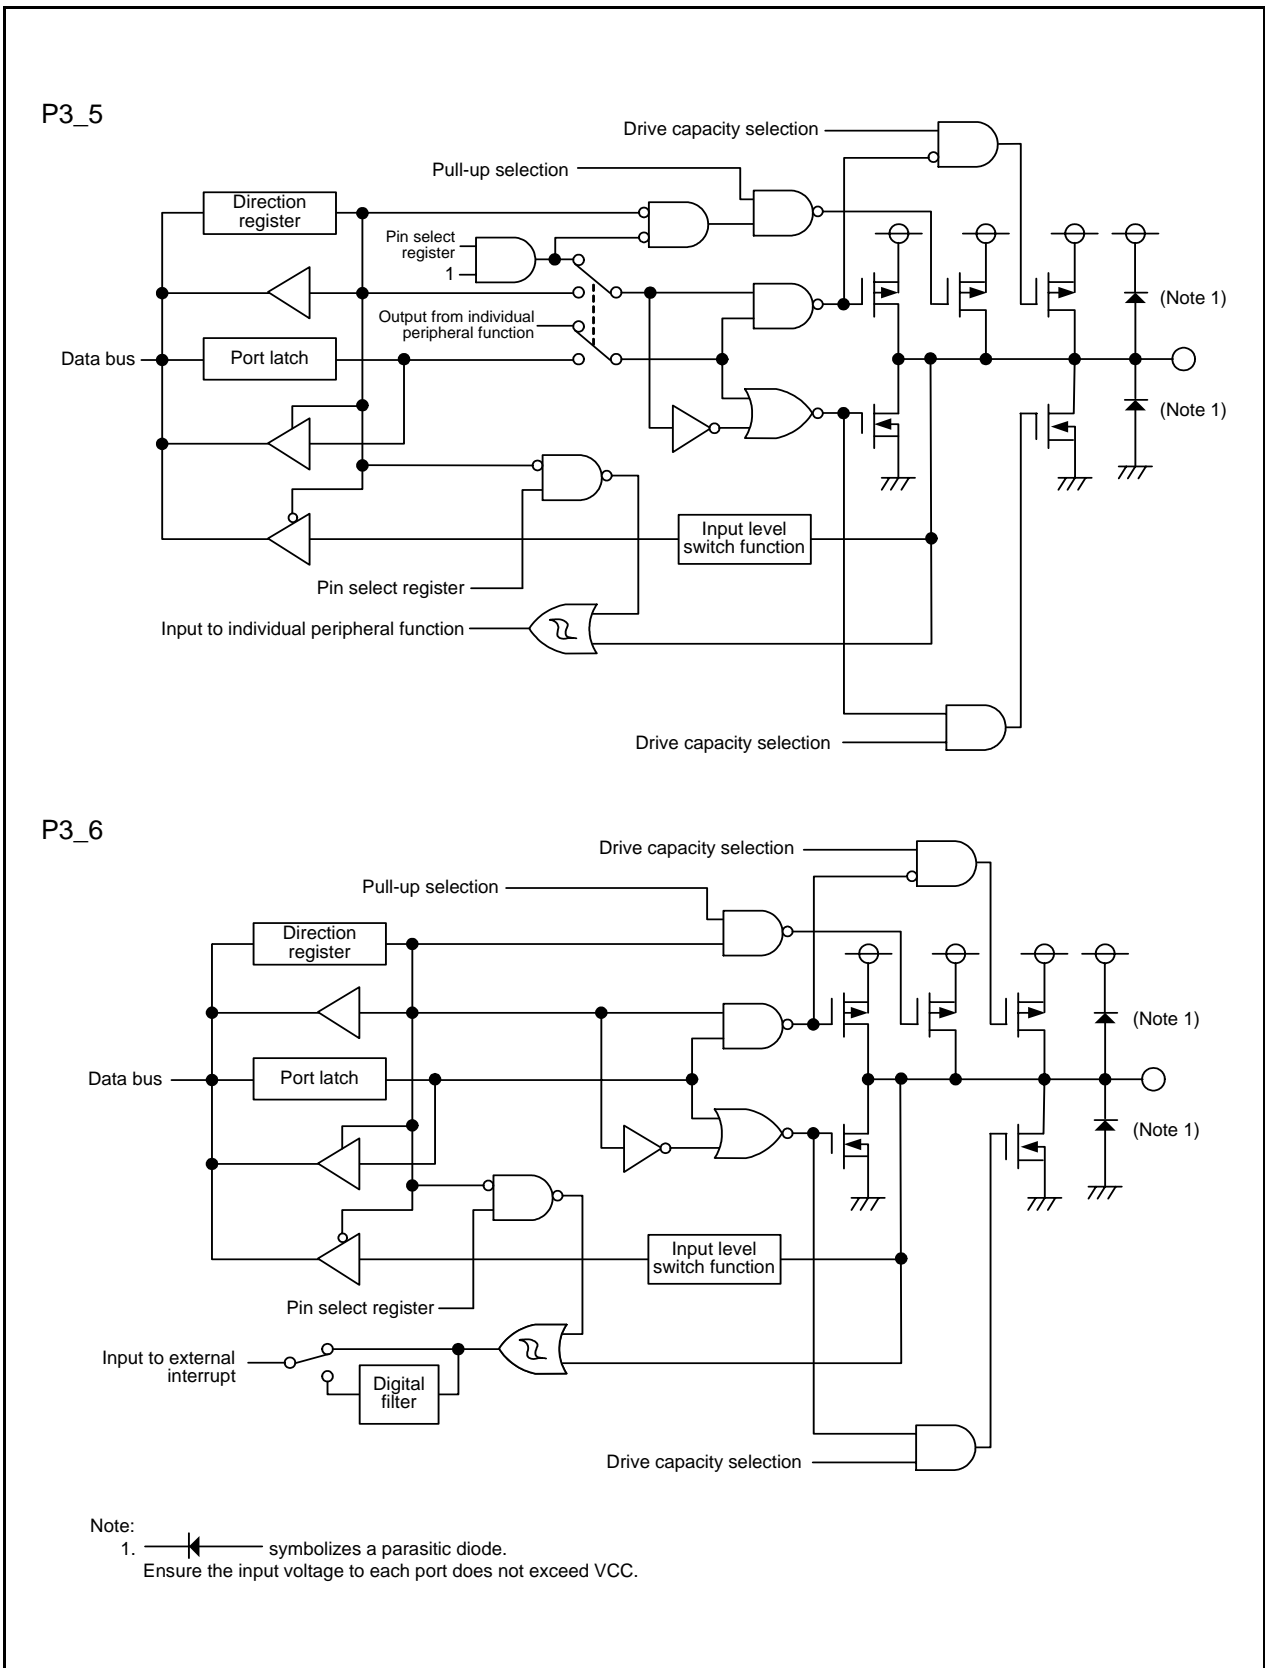 P3_5
Drive capacity selection
Pull-up selection
Direction
register
Pin select
register
1
Output from individual
peripheral function
(Note 1)
Data bus
Port latch
(Note 1)
Input level
switch function
Pin select register
Input to individual peripheral function
Drive capacity selection
P3_6
Drive capacity selection
Pull-up selection
Direction
register
(Note 1)
Data bus
Port latch
(Note 1)
Input level
switch function
Pin select register
Input to external
interrupt
Digital
filter
Drive capacity selection
Note:
1. symbolizes a parasitic diode.
Ensure the input voltage to each port does not exceed VCC.